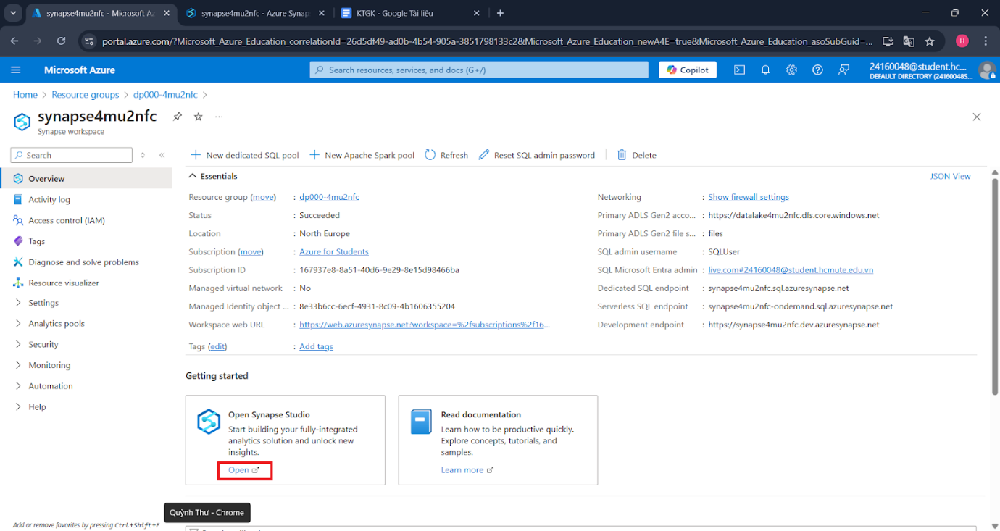 synapse4mu2nfc - Microsoft Az
synapse4mu2nfc - Azure Synap
KTGK - Google Tài liệu
portal.azure.com/?Microsoft_Azure_Education_correlationId=26d5df49-ad0b-4b54-905a-3851798133c2&Microsoft_Azure_Education_newA4E=true&Microsoft_Azure_Education_asoSubGuid=...
H
Microsoft Azure
Search resources, services, and docs (G+/)
Copilot
24160048@student.hc...
DEFAULT DIRECTORY (24160048S...
Home > Resource groups > dp000-4mu2nfc >
synapse4mu2nfc
Synapse workspace
Search
New dedicated SQL pool
New Apache Spark pool
Refresh
Reset SQL admin password
Delete
Overview
Activity log
Access control (IAM)
Tags
Diagnose and solve problems
Resource visualizer
Settings
Analytics pools
Security
Monitoring
Automation
Help
Add or remove favorites by pressing Ctrl+Shift+F
Essentials
JSON View
Resource group (move) : dp000-4mu2nfc
Status : Succeeded
Location : North Europe
Subscription (move) : Azure for Students
Subscription ID : 167937e8-8a51-40d6-9e29-8e15d98466ba
Managed virtual network : No
Managed Identity object ... : 8e33b6cc-6ecf-4931-8c09-4b1606355204
Workspace web URL : https://web.azuresynapse.net?workspace=%2fsubscriptions%2f16...
Tags (edit) : Add tags
Networking : Show firewall settings
Primary ADLS Gen2 acco... : https://datalake4mu2nfc.dfs.core.windows.net
Primary ADLS Gen2 file s... : files
SQL admin username : SQLUser
SQL Microsoft Entra admin : live.com#24160048@student.hcmute.edu.vn
Dedicated SQL endpoint : synapse4mu2nfc.sql.azuresynapse.net
Serverless SQL endpoint : synapse4mu2nfc-ondemand.sql.azuresynapse.net
Development endpoint : https://synapse4mu2nfc.dev.azuresynapse.net
Getting started
Open Synapse Studio
Start building your fully-integrated
analytics solution and unlock new
insights.
Open
Read documentation
Learn how to be productive quickly.
Explore concepts, tutorials, and
samples.
Learn more
Quỳnh Thư - Chrome